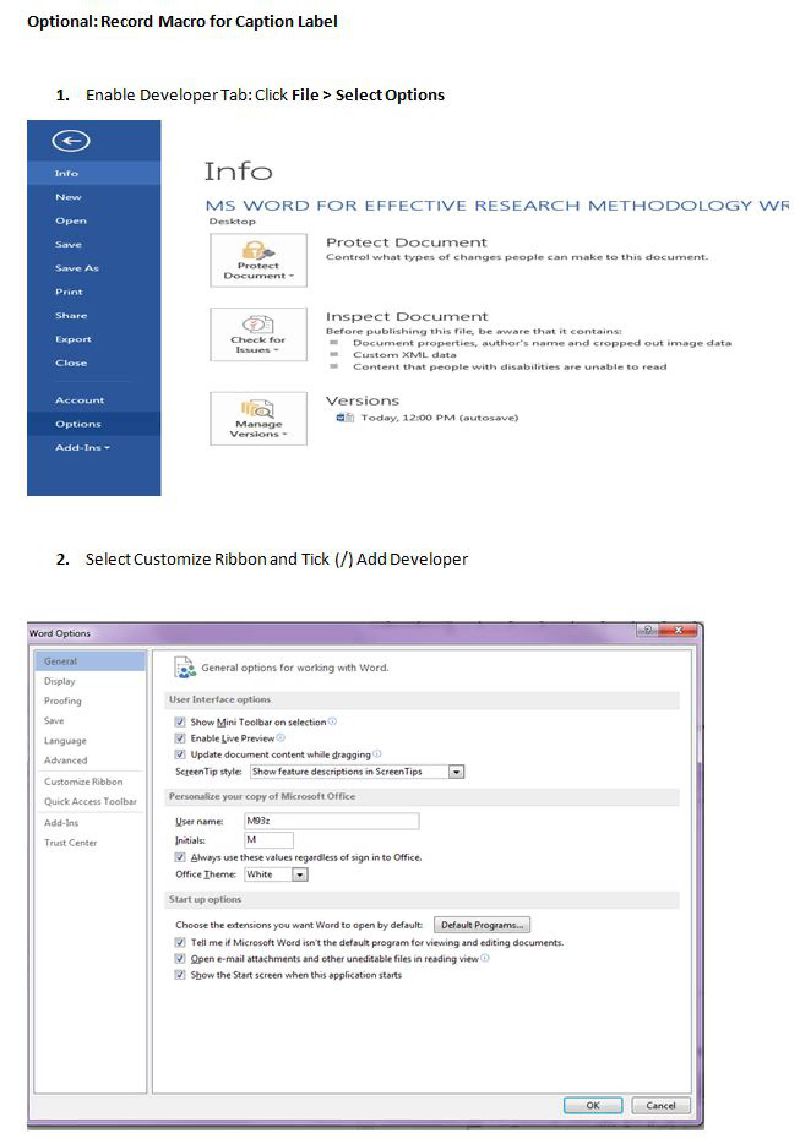 Optional: Record Macro for Caption Label
1. Enable Developer Tab: Click File > Select Options
Info
New
Open
Save
Save As
Print
Share
Export
Close
Account
Options
Add-Ins
Info
MS WORD FOR EFFECTIVE RESEARCH METHODOLOGY WR
Desktop
Protect Document
Protect Document
Control what types of changes people can make to this document.
Check for Issues
Inspect Document
Before publishing this file, be aware that it contains:
Document properties, author's name and cropped out image data
Custom XML data
Content that people with disabilities are unable to read
Manage Versions
Versions
Today, 12:00 PM (autosave)
2. Select Customize Ribbon and Tick (/) Add Developer
Word Options
General
Display
Proofing
Save
Language
Advanced
Customize Ribbon
Quick Access Toolbar
Add-Ins
Trust Center
General options for working with Word.
User Interface options
Show Mini Toolbar on selection
Enable Live Preview
Update document content while dragging
ScreenTip style: Show feature descriptions in ScreenTips
Personalize your copy of Microsoft Office
User name: M93z
Initials: M
Always use these values regardless of sign in to Office.
Office Theme: White
Start up options
Choose the extensions you want Word to open by default: Default Programs...
Tell me if Microsoft Word isn't the default program for viewing and editing documents.
Open e-mail attachments and other uneditable files in reading view
Show the Start screen when this application starts
OK Cancel